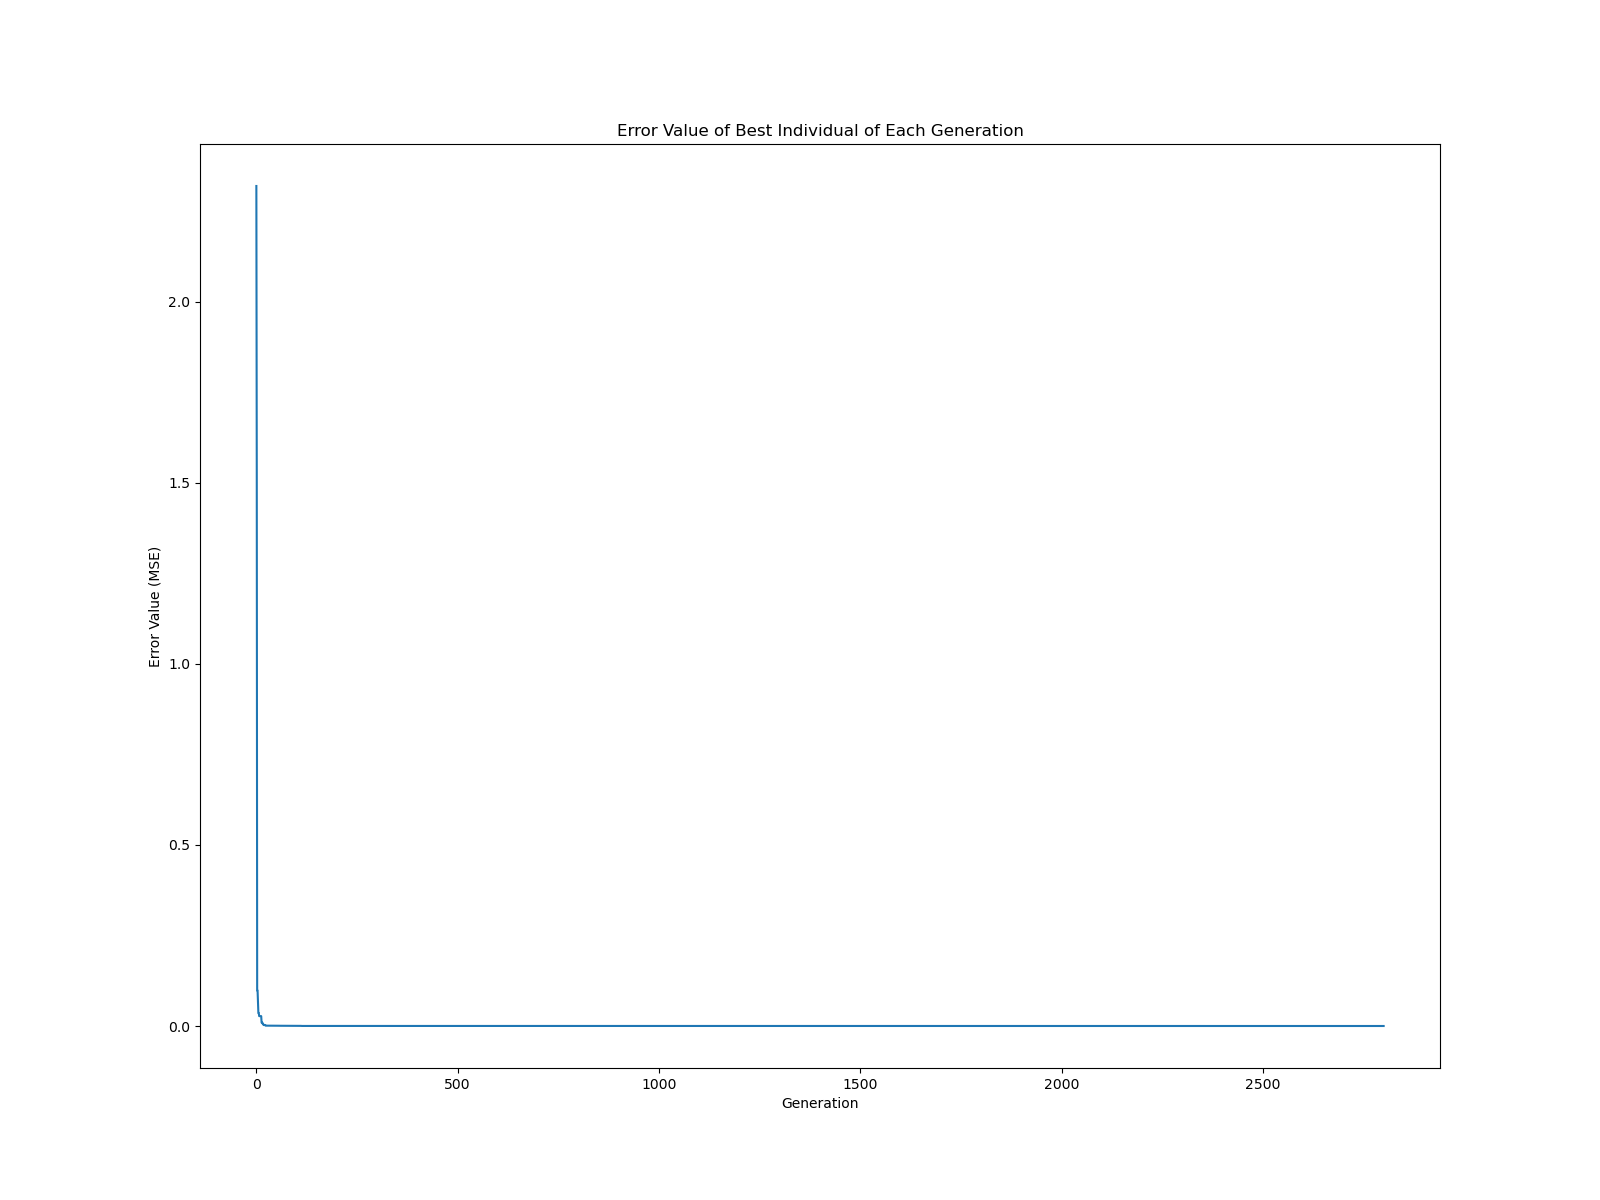 Error Value of Best Individual of Each Generation
2.0
1.5
1.0
0.5
0.0
Error Value (MSE)
0 500 1000 1500 2000 2500
Generation